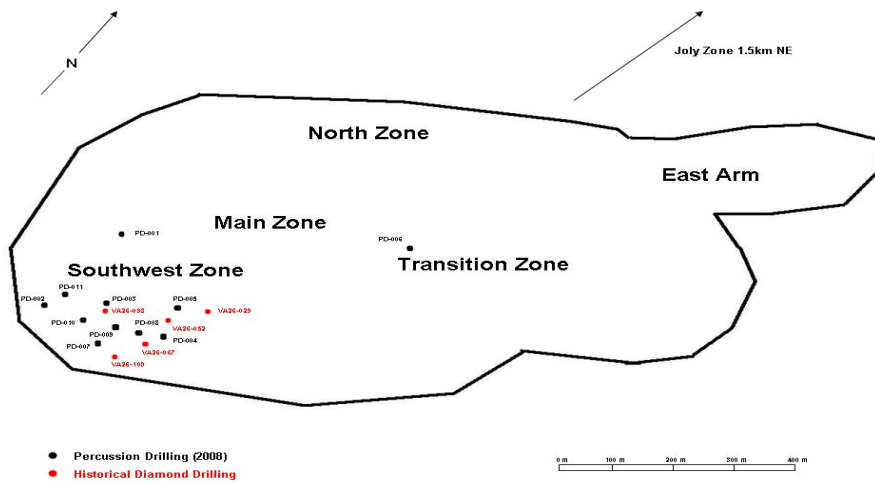 N
Joly Zone 1.5km NE
North Zone
East Arm
Main Zone
PD-001
PD-006
Southwest Zone
Transition Zone
PD-011
PD-002
PD-003
PD-005
VA26-098
VA26-029
PD-010
VA26-052
PD-009
PD-008
PD-007
PD-004
VA26-067
VA26-109
Percussion Drilling (2008)
Historical Diamond Drilling
0 m 100 m 200 m 300 m 400 m